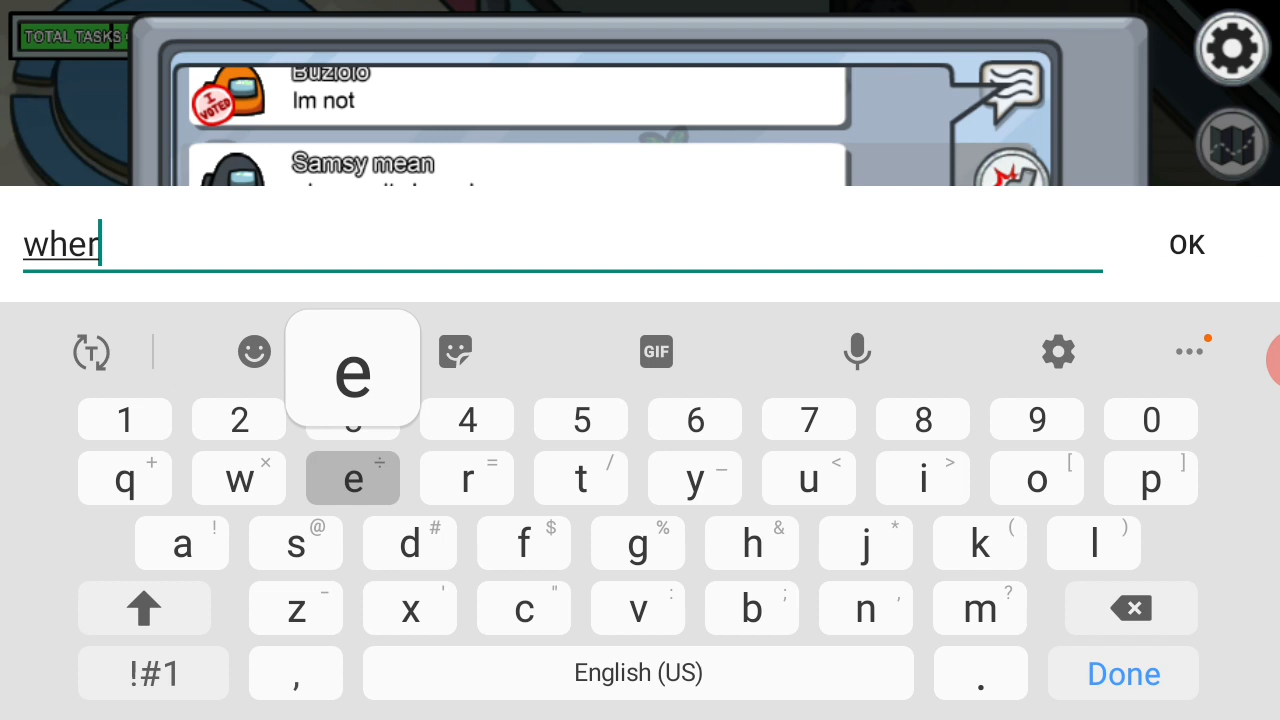 TOTAL TASKS
Buziolo
Im not
I VOTED
Samsy mean
wher
OK
T
GIF
e
1 2 4 5 6 7 8 9 0
q + w × e ÷ r = t / y – u < i > o [ p ]
a ! s @ d # f $ g % h & j * k ( l )
z – x ' c " v : b ; n , m ?
!#1 , English (US) . Done